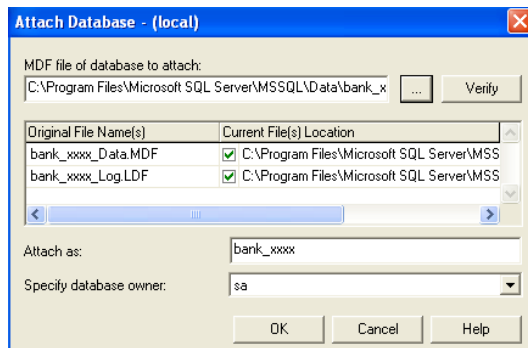 Attach Database - (local)
MDF file of database to attach:
C:\Program Files\Microsoft SQL Server\MSSQL\Data\bank_x
... Verify
Original File Name(s) Current File(s) Location
bank_xxxx_Data.MDF C:\Program Files\Microsoft SQL Server\MSS
bank_xxxx_Log.LDF C:\Program Files\Microsoft SQL Server\MSS
Attach as: bank_xxxx
Specify database owner: sa
OK Cancel Help